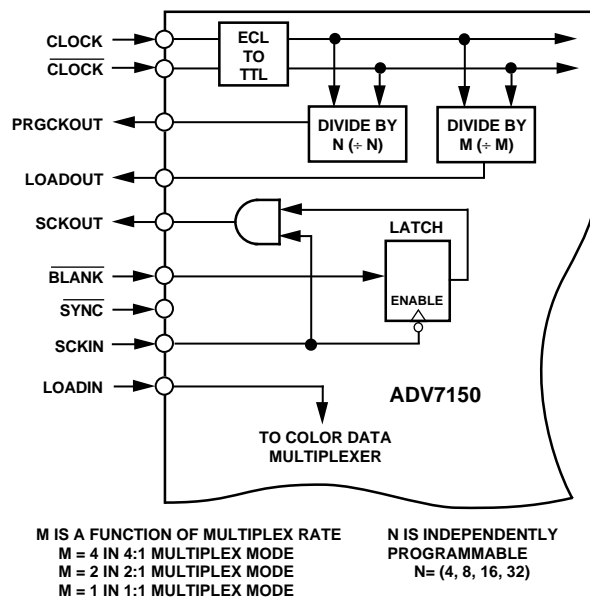 CLOCK
CLOCK
ECL
TO
TTL
PRGCKOUT
DIVIDE BY
N (÷ N)
DIVIDE BY
M (÷ M)
LOADOUT
SCKOUT
LATCH
BLANK
ENABLE
SYNC
SCKIN
LOADIN
ADV7150
TO COLOR DATA
MULTIPLEXER
M IS A FUNCTION OF MULTIPLEX RATE
M = 4 IN 4:1 MULTIPLEX MODE
M = 2 IN 2:1 MULTIPLEX MODE
M = 1 IN 1:1 MULTIPLEX MODE
N IS INDEPENDENTLY
PROGRAMMABLE
N= (4, 8, 16, 32)